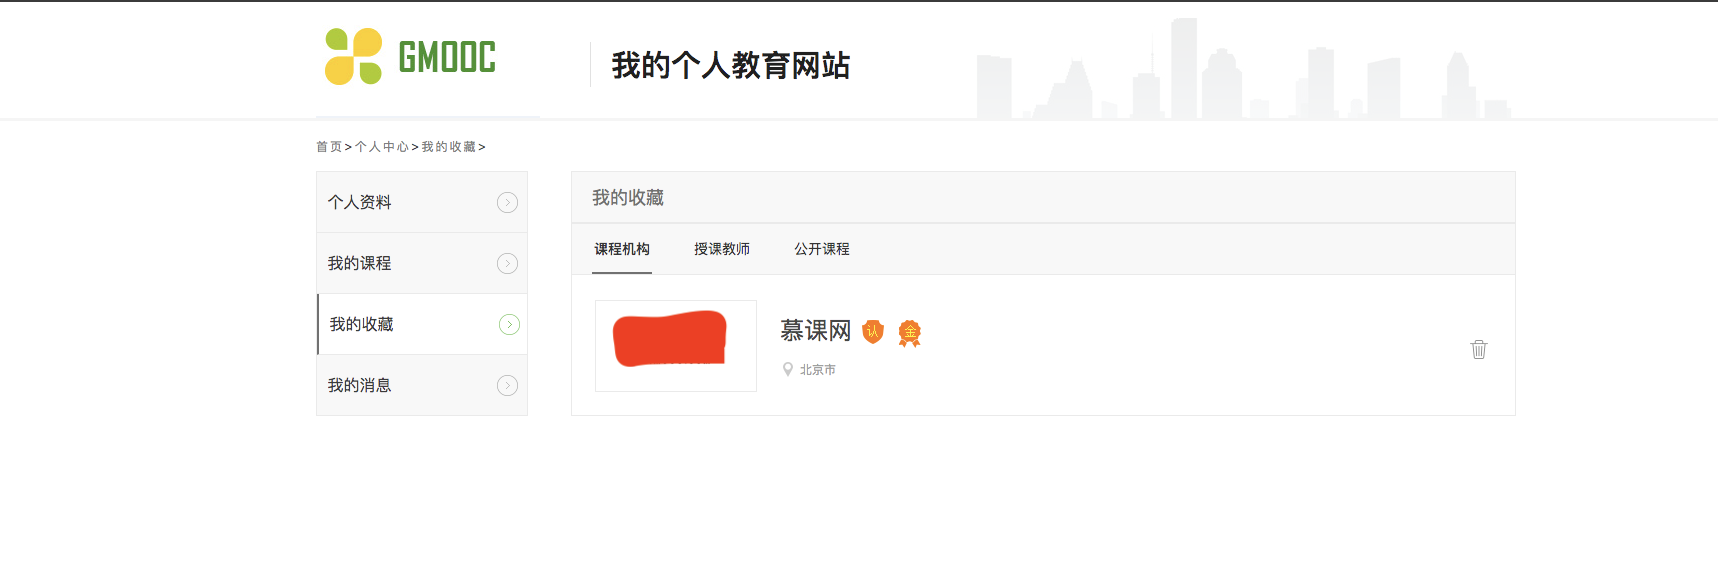 GMOOC
我的个人教育网站
首页>个人中心>我的收藏>
个人资料
我的课程
我的收藏
我的消息
我的收藏
课程机构 授课教师 公开课程
慕课网 认 金
北京市